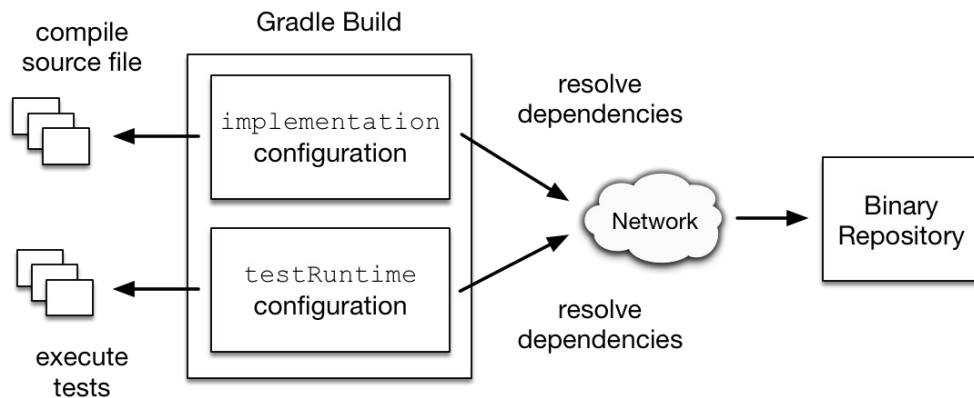 Gradle Build
compile
source file
implementation
configuration
resolve
dependencies
Network
Binary
Repository
testRuntime
configuration
resolve
dependencies
execute
tests